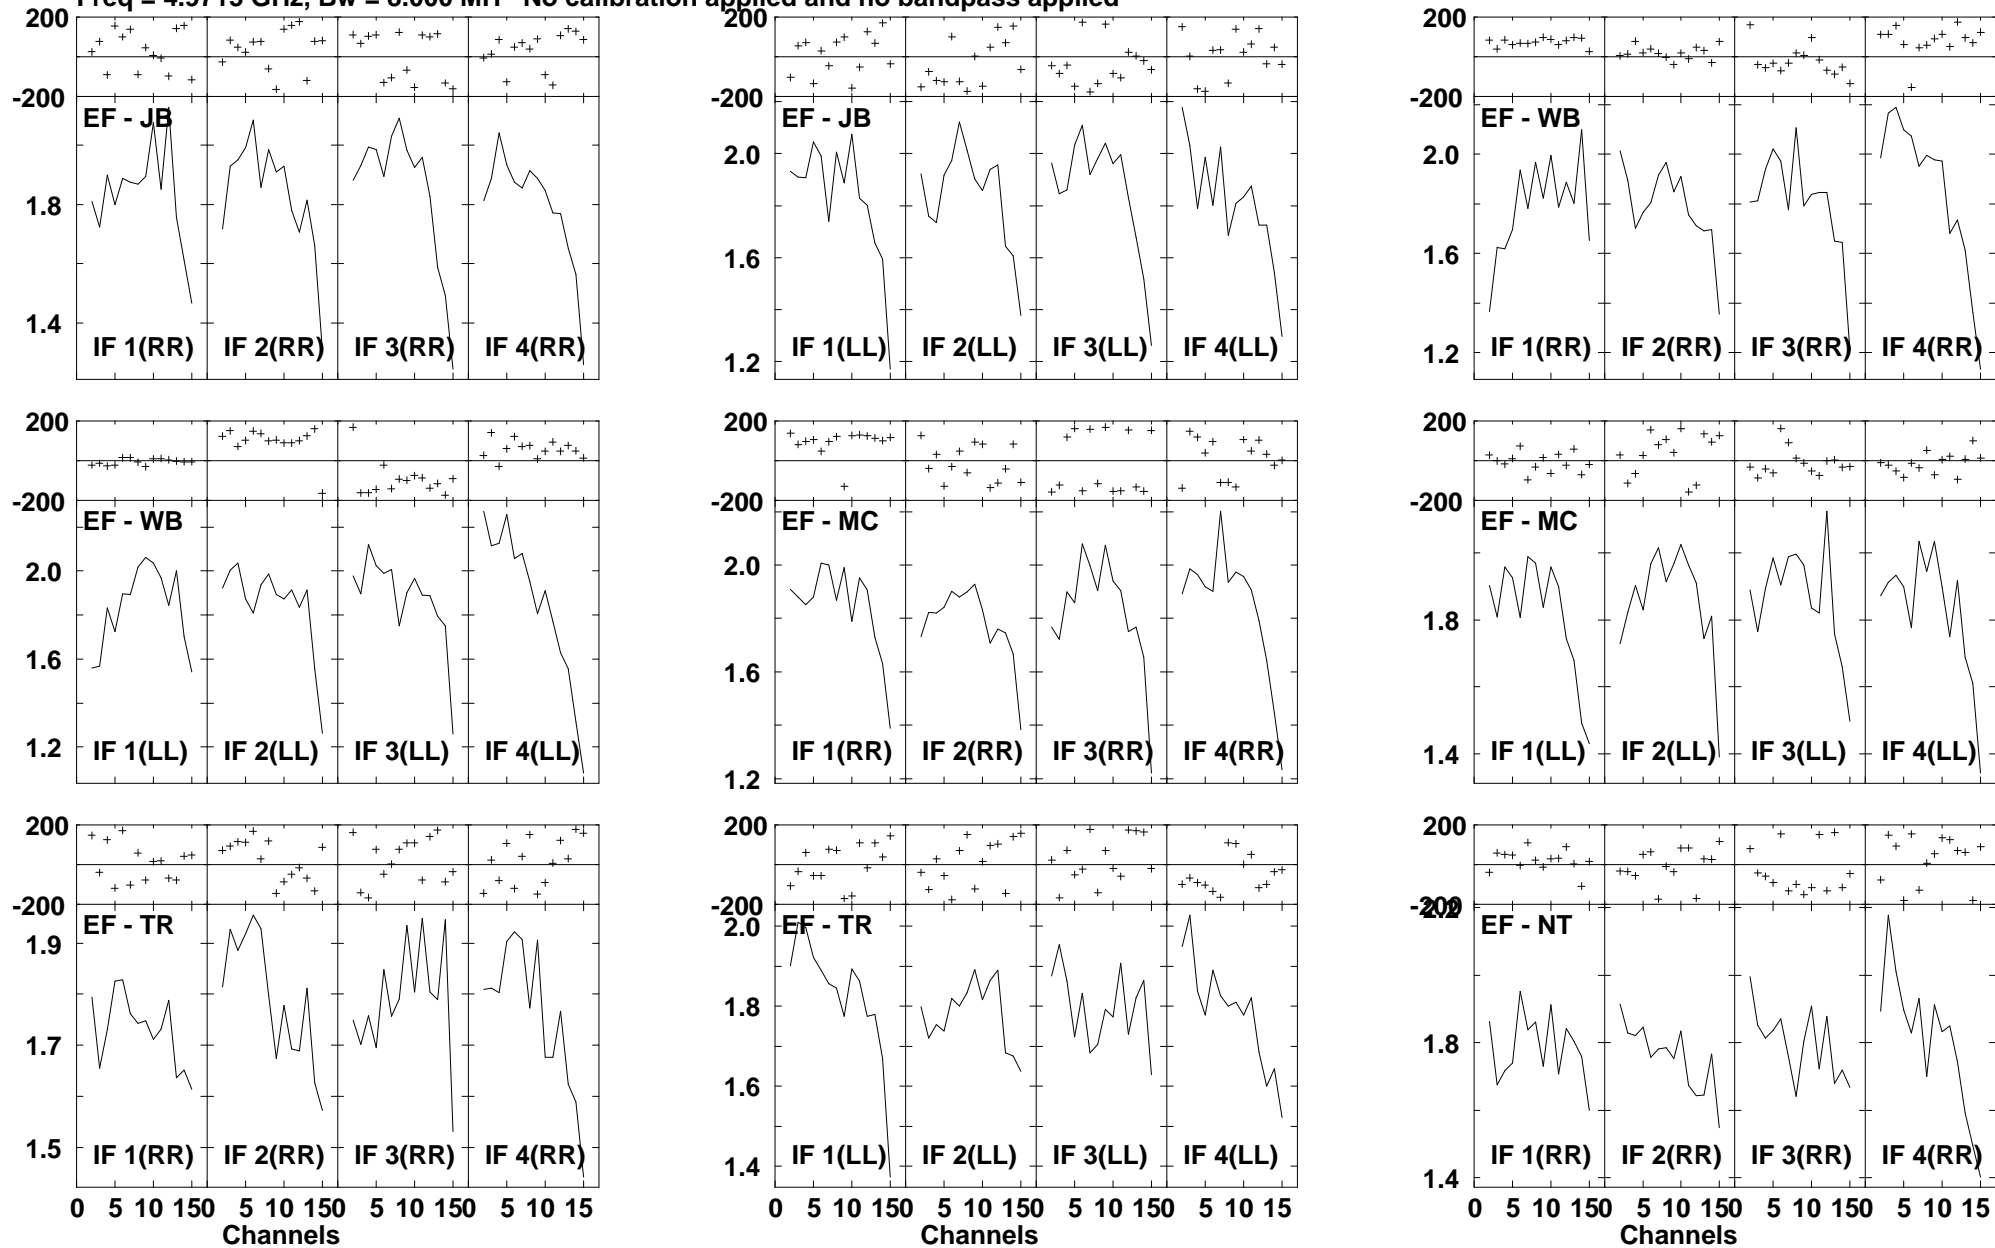 Freq = 4.9715 GHz, Bw = 8.000 MH No calibration applied and no bandpass applied
200 200 200
-200 -200 -200
EF - JB EF - JB EF - WB
2.0 2.0
1.8
1.6 1.6
1.4
1.2 1.2
IF 1(RR) IF 2(RR) IF 3(RR) IF 4(RR) IF 1(LL) IF 2(LL) IF 3(LL) IF 4(LL) IF 1(RR) IF 2(RR) IF 3(RR) IF 4(RR)
200 200 200
-200 -200 -200
EF - WB EF - MC EF - MC
2.0 2.0
1.8
1.6 1.6
1.4
1.2 1.2
IF 1(LL) IF 2(LL) IF 3(LL) IF 4(LL) IF 1(RR) IF 2(RR) IF 3(RR) IF 4(RR) IF 1(LL) IF 2(LL) IF 3(LL) IF 4(LL)
200 200 200
-200 -200 -200
2.2
EF - TR EF - TR EF - NT
1.9 2.0
1.8 1.8
1.7
1.6
1.5
1.4 1.4
IF 1(RR) IF 2(RR) IF 3(RR) IF 4(RR) IF 1(LL) IF 2(LL) IF 3(LL) IF 4(LL) IF 1(RR) IF 2(RR) IF 3(RR) IF 4(RR)
0 5 10 15 0 5 10 5 10 150 5 10 15 0 5 10 15 0 5 10 5 10 150 5 10 15 0 5 10 15 0 5 10 5 10 150 5 10 15
Channels Channels Channels